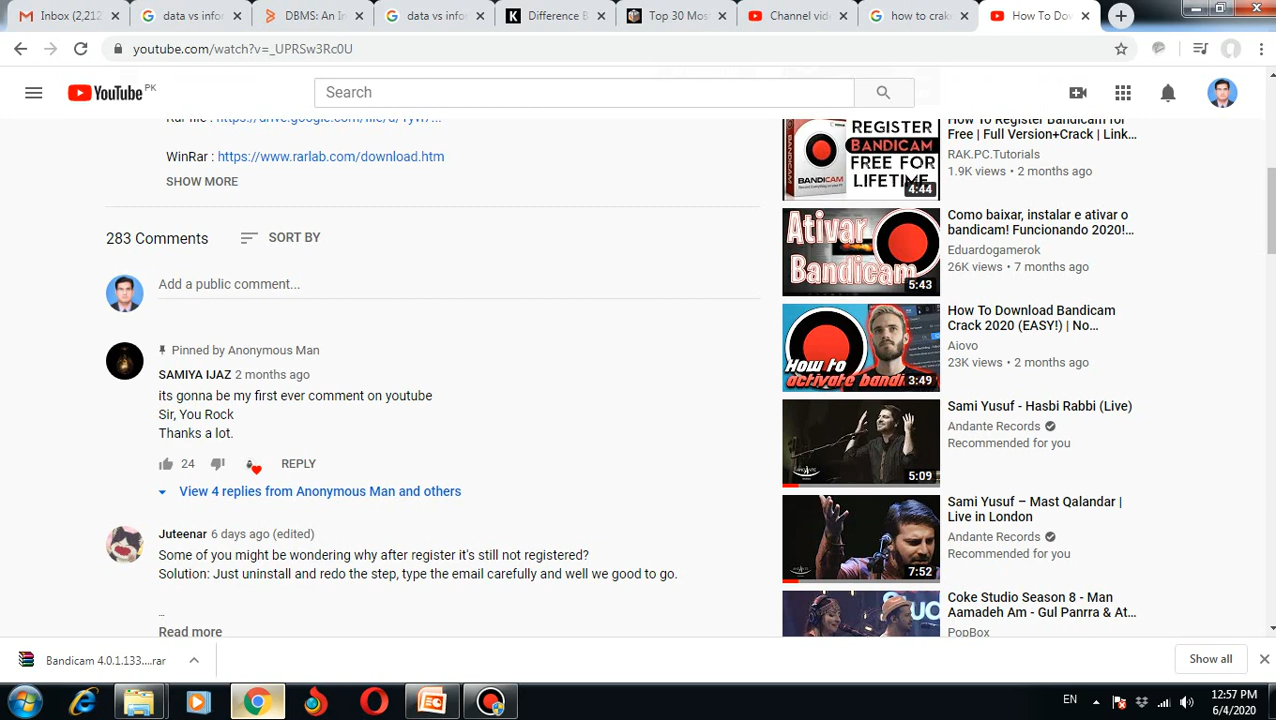 Inbox (2,212
data vs infor
DBMS: An In
data vs infor
Difference B
Top 30 Mos
Channel vid
how to crak
How To Dov
youtube.com/watch?v=_UPRSw3Rc0U
YouTube PK
Search
WinRar : https://www.rarlab.com/download.htm
SHOW MORE
283 Comments
SORT BY
Add a public comment...
Pinned by Anonymous Man
SAMIYA IJAZ 2 months ago
its gonna be my first ever comment on youtube
Sir, You Rock
Thanks a lot.
24
REPLY
View 4 replies from Anonymous Man and others
Juteenar 6 days ago (edited)
Some of you might be wondering why after register it's still not registered?
Solution: Just uninstall and redo the step, type the email carefully and well we good to go.
...
Read more
REGISTER
BANDICAM
FREE FOR
LIFETIME
BANDICAM
4:44
How To Register Bandicam for
Free | Full Version+Crack | Link...
RAK.PC.Tutorials
1.9K views • 2 months ago
Ativar
Bandicam
5:43
Como baixar, instalar e ativar o
bandicam! Funcionando 2020!...
Eduardogamerok
26K views • 7 months ago
How to
activate bandi
3:49
How To Download Bandicam
Crack 2020 (EASY!) | No...
Aiovo
23K views • 2 months ago
5:09
Sami Yusuf - Hasbi Rabbi (Live)
Andante Records
Recommended for you
7:52
Sami Yusuf – Mast Qalandar |
Live in London
Andante Records
Recommended for you
Coke Studio Season 8 - Man
Aamadeh Am - Gul Panrra & At...
PopBox
Bandicam 4.0.1.133....rar
Show all
EN
12:57 PM
6/4/2020